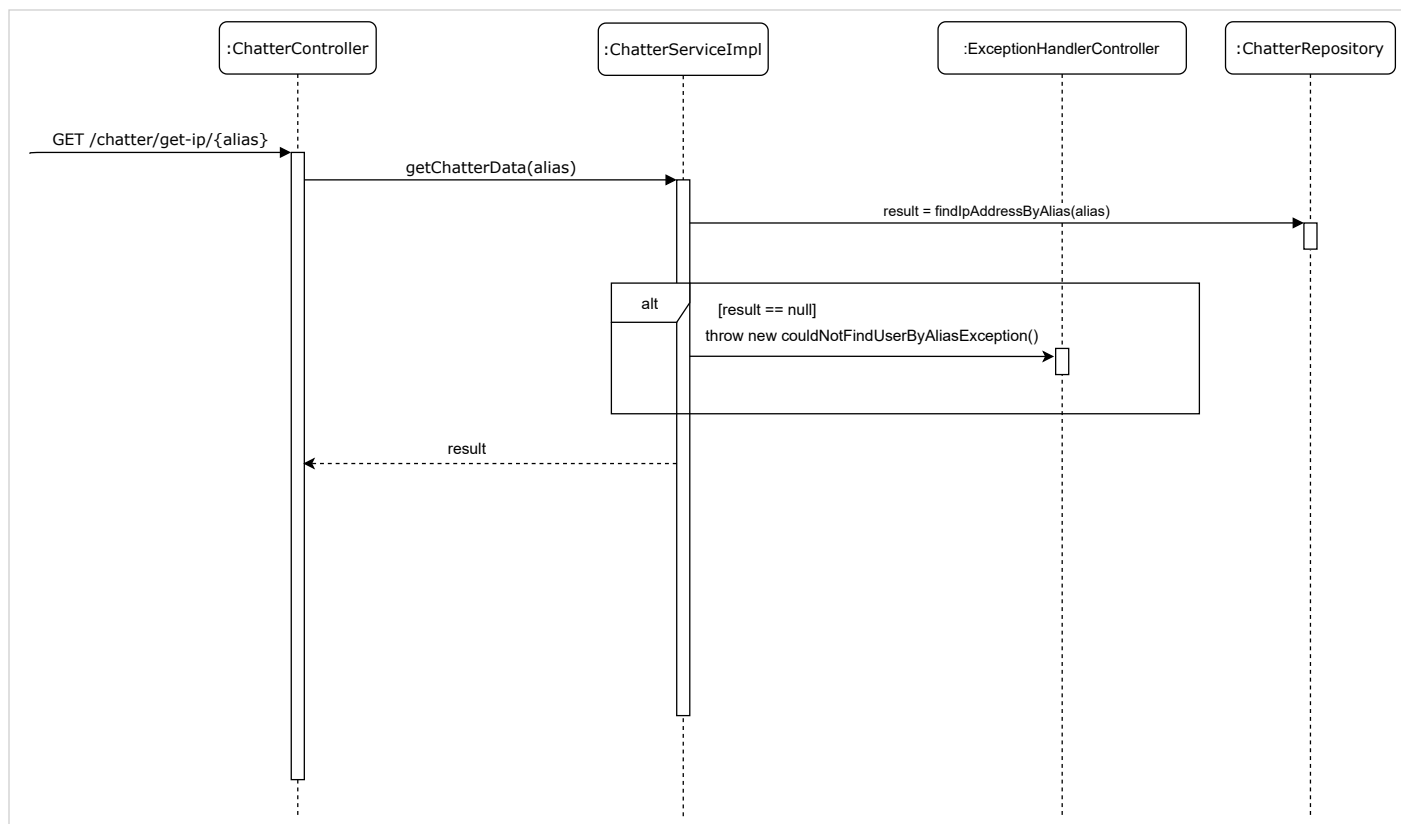 :ChatterController
:ChatterServiceImpl
:ExceptionHandlerController
:ChatterRepository
GET /chatter/get-ip/{alias}
getChatterData(alias)
result = findIpAddressByAlias(alias)
alt
[result == null]
throw new couldNotFindUserByAliasException()
result